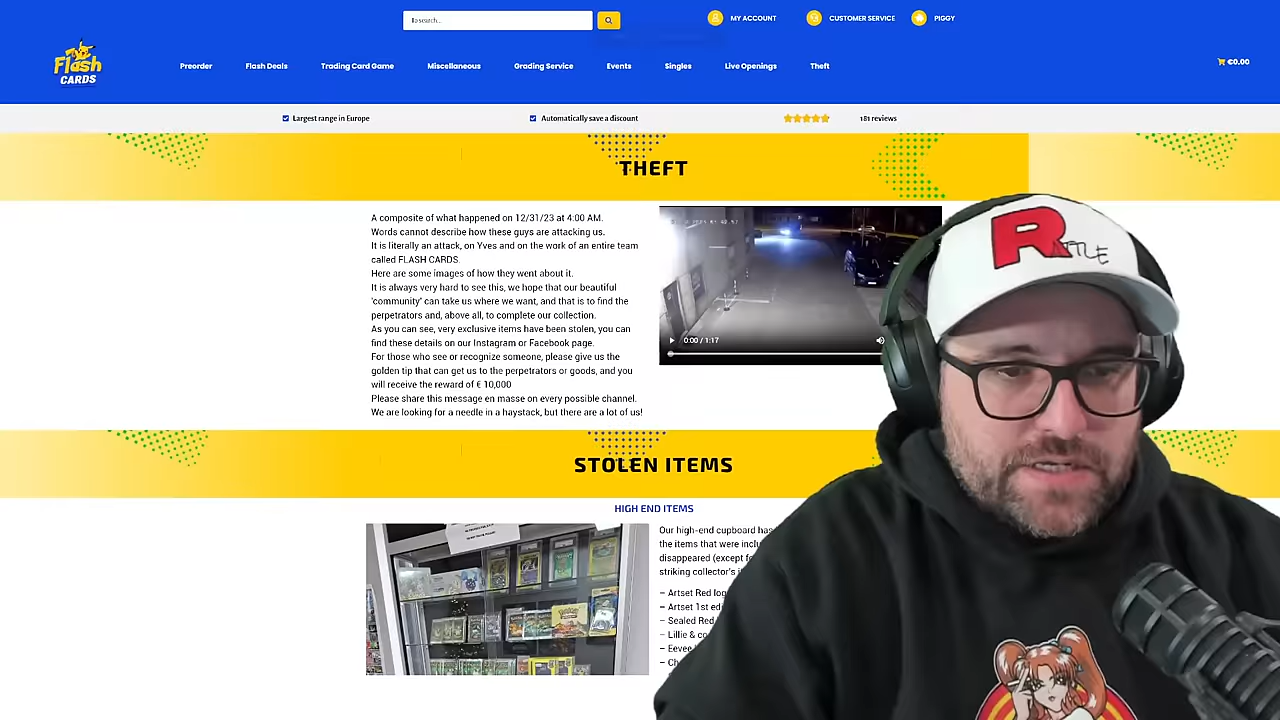 To search...
MY ACCOUNT
CUSTOMER SERVICE
PIGGY
Flash
CARDS
Preorder
Flash Deals
Trading Card Game
Miscellaneous
Grading Service
Events
Singles
Live Openings
Theft
€0.00
Largest range in Europe
Automatically save a discount
181 reviews
THEFT
A composite of what happened on 12/31/23 at 4:00 AM.
Words cannot describe how these guys are attacking us.
It is literally an attack, on Yves and on the work of an entire team
called FLASH CARDS.
Here are some images of how they went about it.
It is always very hard to see this, we hope that our beautiful
'community' can take us where we want, and that is to find the
perpetrators and, above all, to complete our collection.
As you can see, very exclusive items have been stolen, you can
find these details on our Instagram or Facebook page.
For those who see or recognize someone, please give us the
golden tip that can get us to the perpetrators or goods, and you
will receive the reward of € 10,000
Please share this message en masse on every possible channel.
We are looking for a needle in a haystack, but there are a lot of us!
0:00 / 1:17
R
STOLEN ITEMS
HIGH END ITEMS
Our high-end cupboard has
the items that were inclu
disappeared (except fo
striking collector's i
– Artset Red log
– Artset 1st ed
– Sealed Red
– Lillie & co
– Eevee
– Ch